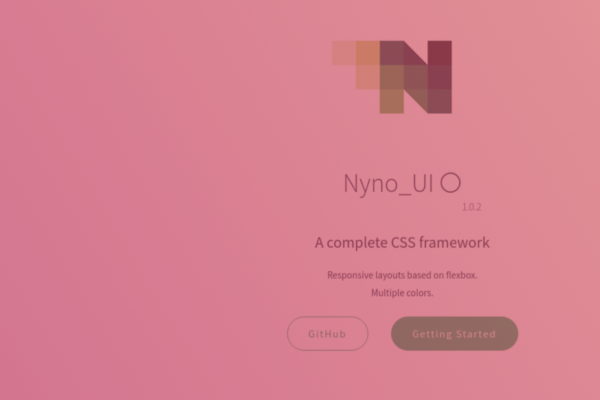 Nyno_UI
1.0.2
A complete CSS framework
Responsive layouts based on flexbox.
Multiple colors.
GitHub
Getting Started